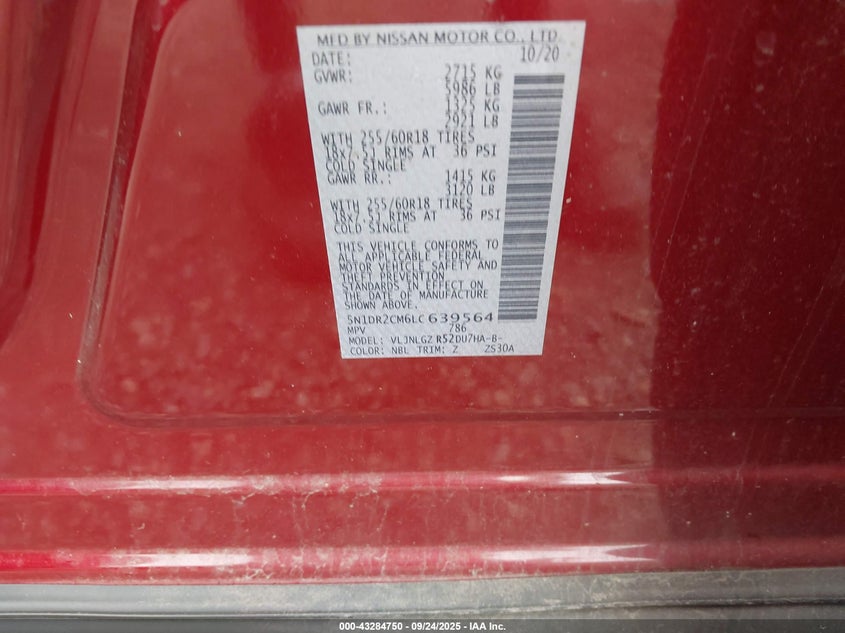 MFD BY NISSAN MOTOR CO., LTD.
DATE: 10/20
GVWR: 2715 KG
5986 LB
GAWR FR.: 1325 KG
2921 LB
WITH 255/60R18 TIRES
18x7.5J RIMS AT 36 PSI
COLD SINGLE
GAWR RR.: 1415 KG
3120 LB
WITH 255/60R18 TIRES
18x7.5J RIMS AT 36 PSI
COLD SINGLE
THIS VEHICLE CONFORMS TO
ALL APPLICABLE FEDERAL
MOTOR VEHICLE SAFETY AND
THEFT PREVENTION
STANDARDS IN EFFECT ON
THE DATE OF MANUFACTURE
SHOWN ABOVE.
5N1DR2CM6LC639564
MPV 786
MODEL: VLJNLGZ R52DU7HA-B-
COLOR: NBL TRIM: Z ZS30A
000-43284750 - 09/24/2025 - IAA Inc.